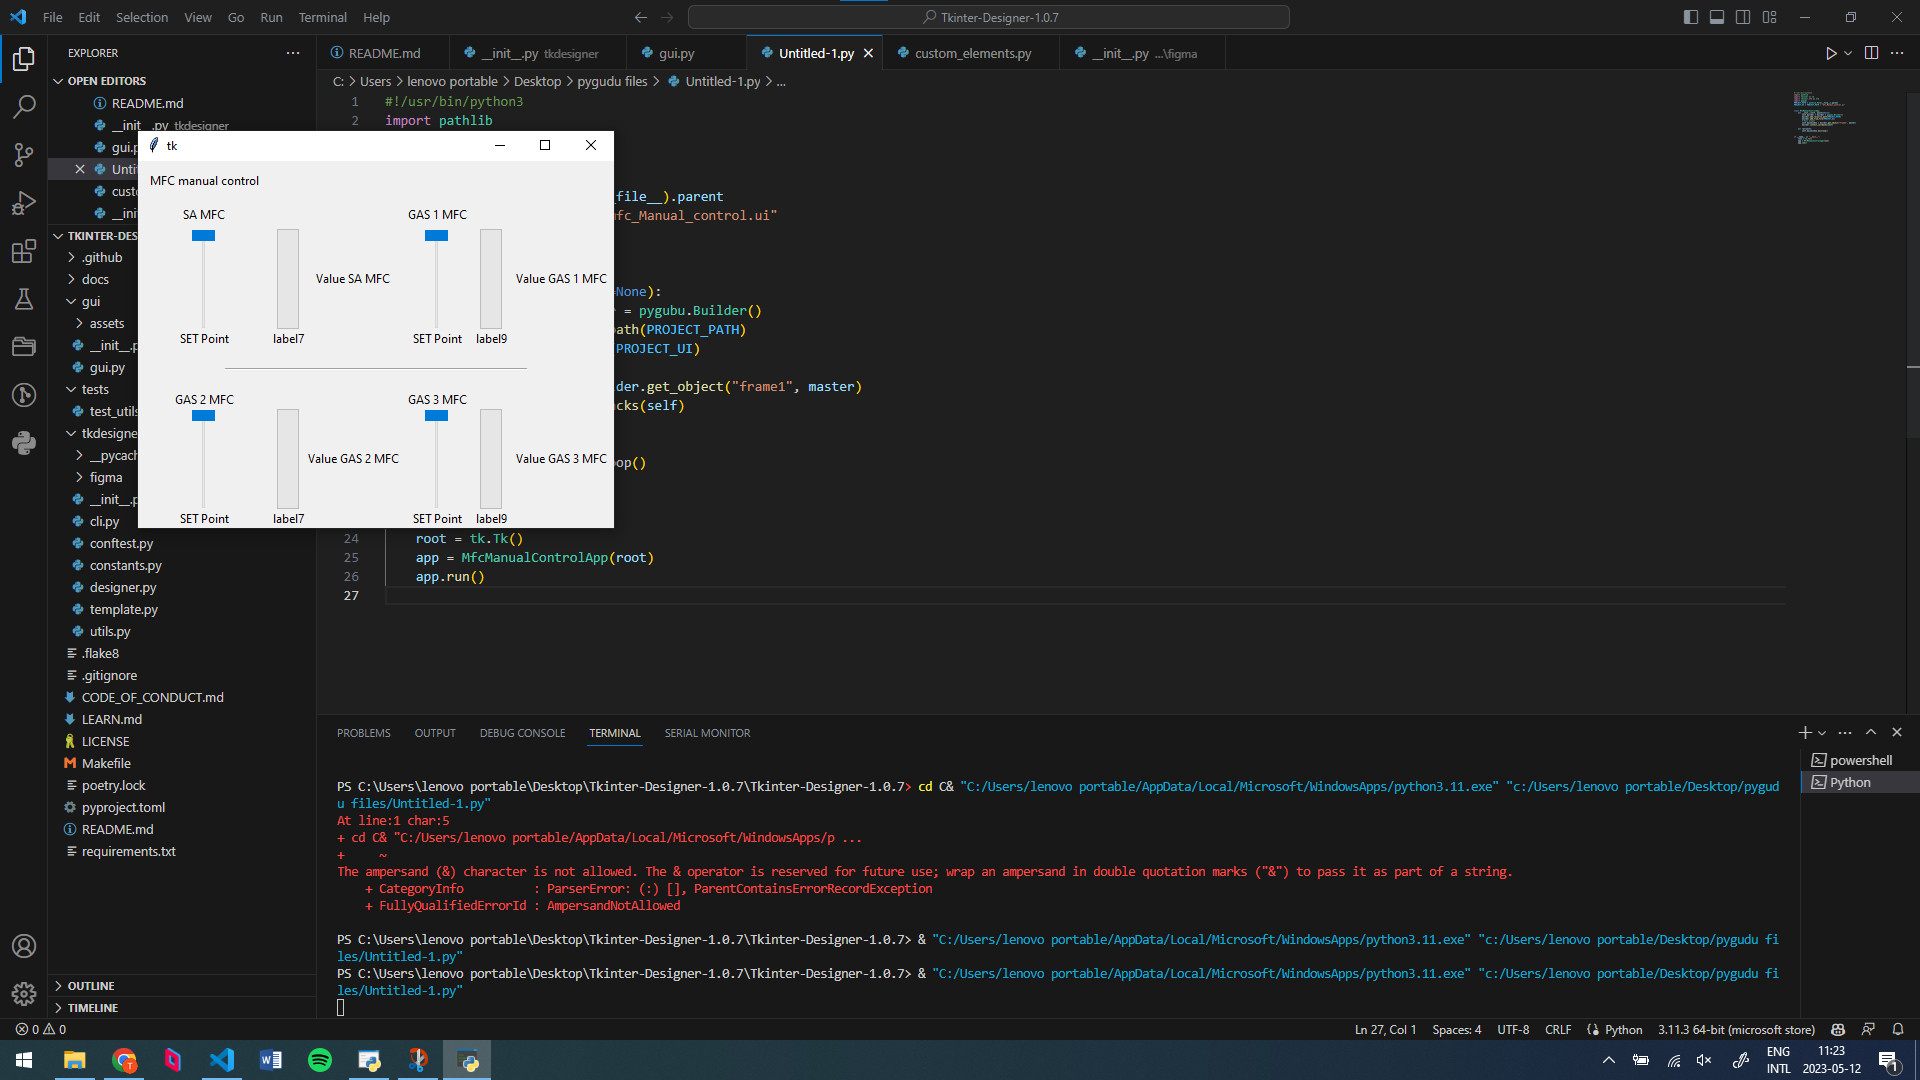 File Edit Selection View Go Run Terminal Help
Tkinter-Designer-1.0.7
EXPLORER
README.md
__init__.py tkdesigner
gui.py
Untitled-1.py
custom_elements.py
__init__.py ...\figma
OPEN EDITORS
README.md
__init__.py tkdesigner
gui.p
Unti
custo
__ini
TKINTER-DES
.github
docs
gui
assets
__init__.p
gui.py
tests
test_utils
tkdesigne
__pycach
figma
__init__.p
cli.py
conftest.py
constants.py
designer.py
template.py
utils.py
.flake8
.gitignore
CODE_OF_CONDUCT.md
LEARN.md
LICENSE
Makefile
poetry.lock
pyproject.toml
README.md
requirements.txt
OUTLINE
TIMELINE
C: > Users > lenovo portable > Desktop > pygudu files > Untitled-1.py > ...
1 #!/usr/bin/python3
2 import pathlib
file__).parent
mfc_Manual_control.ui"
=None):
r = pygubu.Builder()
path(PROJECT_PATH)
(PROJECT_UI)
lder.get_object("frame1", master)
acks(self)
oop()
24 root = tk.Tk()
25 app = MfcManualControlApp(root)
26 app.run()
27
tk
MFC manual control
SA MFC
GAS 1 MFC
Value SA MFC
Value GAS 1 MFC
SET Point
label7
SET Point
label9
GAS 2 MFC
GAS 3 MFC
Value GAS 2 MFC
Value GAS 3 MFC
SET Point
label7
SET Point
label9
PROBLEMS OUTPUT DEBUG CONSOLE TERMINAL SERIAL MONITOR
powershell
Python
PS C:\Users\lenovo portable\Desktop\Tkinter-Designer-1.0.7\Tkinter-Designer-1.0.7> cd C& "C:/Users/lenovo portable/AppData/Local/Microsoft/WindowsApps/python3.11.exe" "c:/Users/lenovo portable/Desktop/pygud
u files/Untitled-1.py"
At line:1 char:5
+ cd C& "C:/Users/lenovo portable/AppData/Local/Microsoft/WindowsApps/p ...
+     ~
The ampersand (&) character is not allowed. The & operator is reserved for future use; wrap an ampersand in double quotation marks ("&") to pass it as part of a string.
+ CategoryInfo          : ParserError: (:) [], ParentContainsErrorRecordException
+ FullyQualifiedErrorId : AmpersandNotAllowed
PS C:\Users\lenovo portable\Desktop\Tkinter-Designer-1.0.7\Tkinter-Designer-1.0.7> & "C:/Users/lenovo portable/AppData/Local/Microsoft/WindowsApps/python3.11.exe" "c:/Users/lenovo portable/Desktop/pygudu fi
les/Untitled-1.py"
PS C:\Users\lenovo portable\Desktop\Tkinter-Designer-1.0.7\Tkinter-Designer-1.0.7> & "C:/Users/lenovo portable/AppData/Local/Microsoft/WindowsApps/python3.11.exe" "c:/Users/lenovo portable/Desktop/pygudu fi
les/Untitled-1.py"
0 0
Ln 27, Col 1 Spaces: 4 UTF-8 CRLF Python 3.11.3 64-bit (microsoft store)
ENG
INTL
11:23
2023-05-12
1